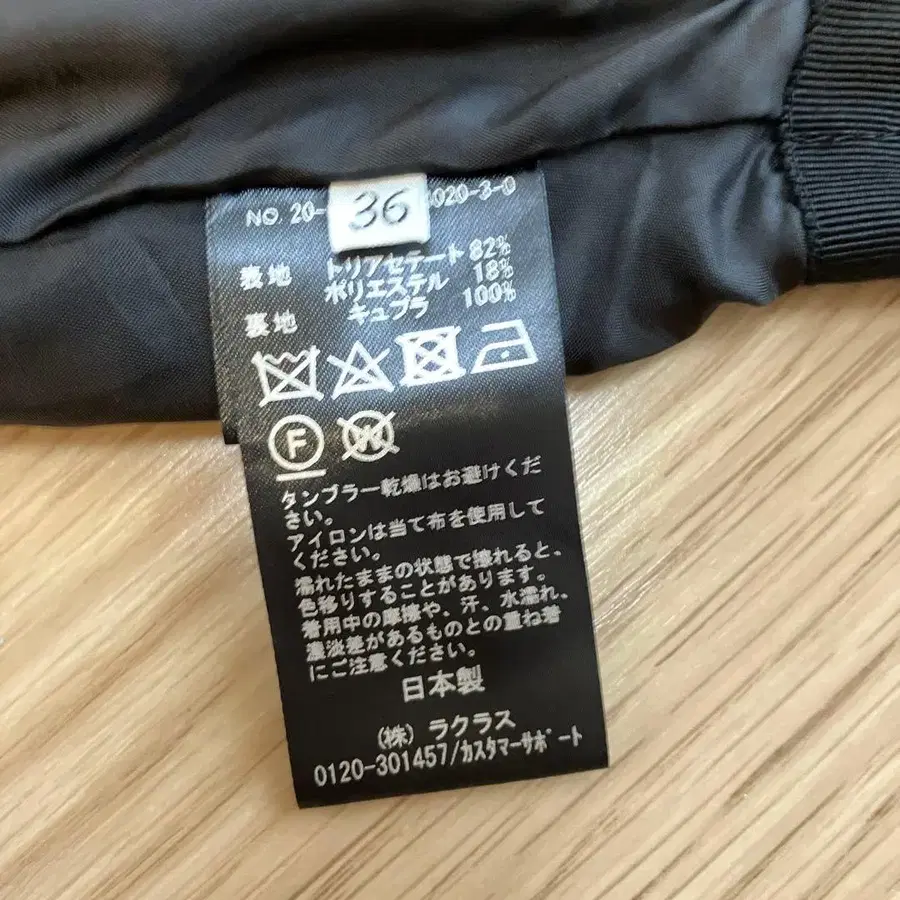 NO. 20-
36
020-3-0
表地 トリアセテート 82%
ポリエステル 18%
裏地 キュプラ 100%
F
W
タンブラー乾燥はお避けくだ
さい。
アイロンは当て布を使用して
ください。
濡れたままの状態で擦れると、
色移りすることがあります。
着用中の摩擦や、汗、水濡れ、
濃淡差があるものとの重ね着
にご注意ください。
日本製
(株) ラクラス
0120-301457/カスタマーサポート